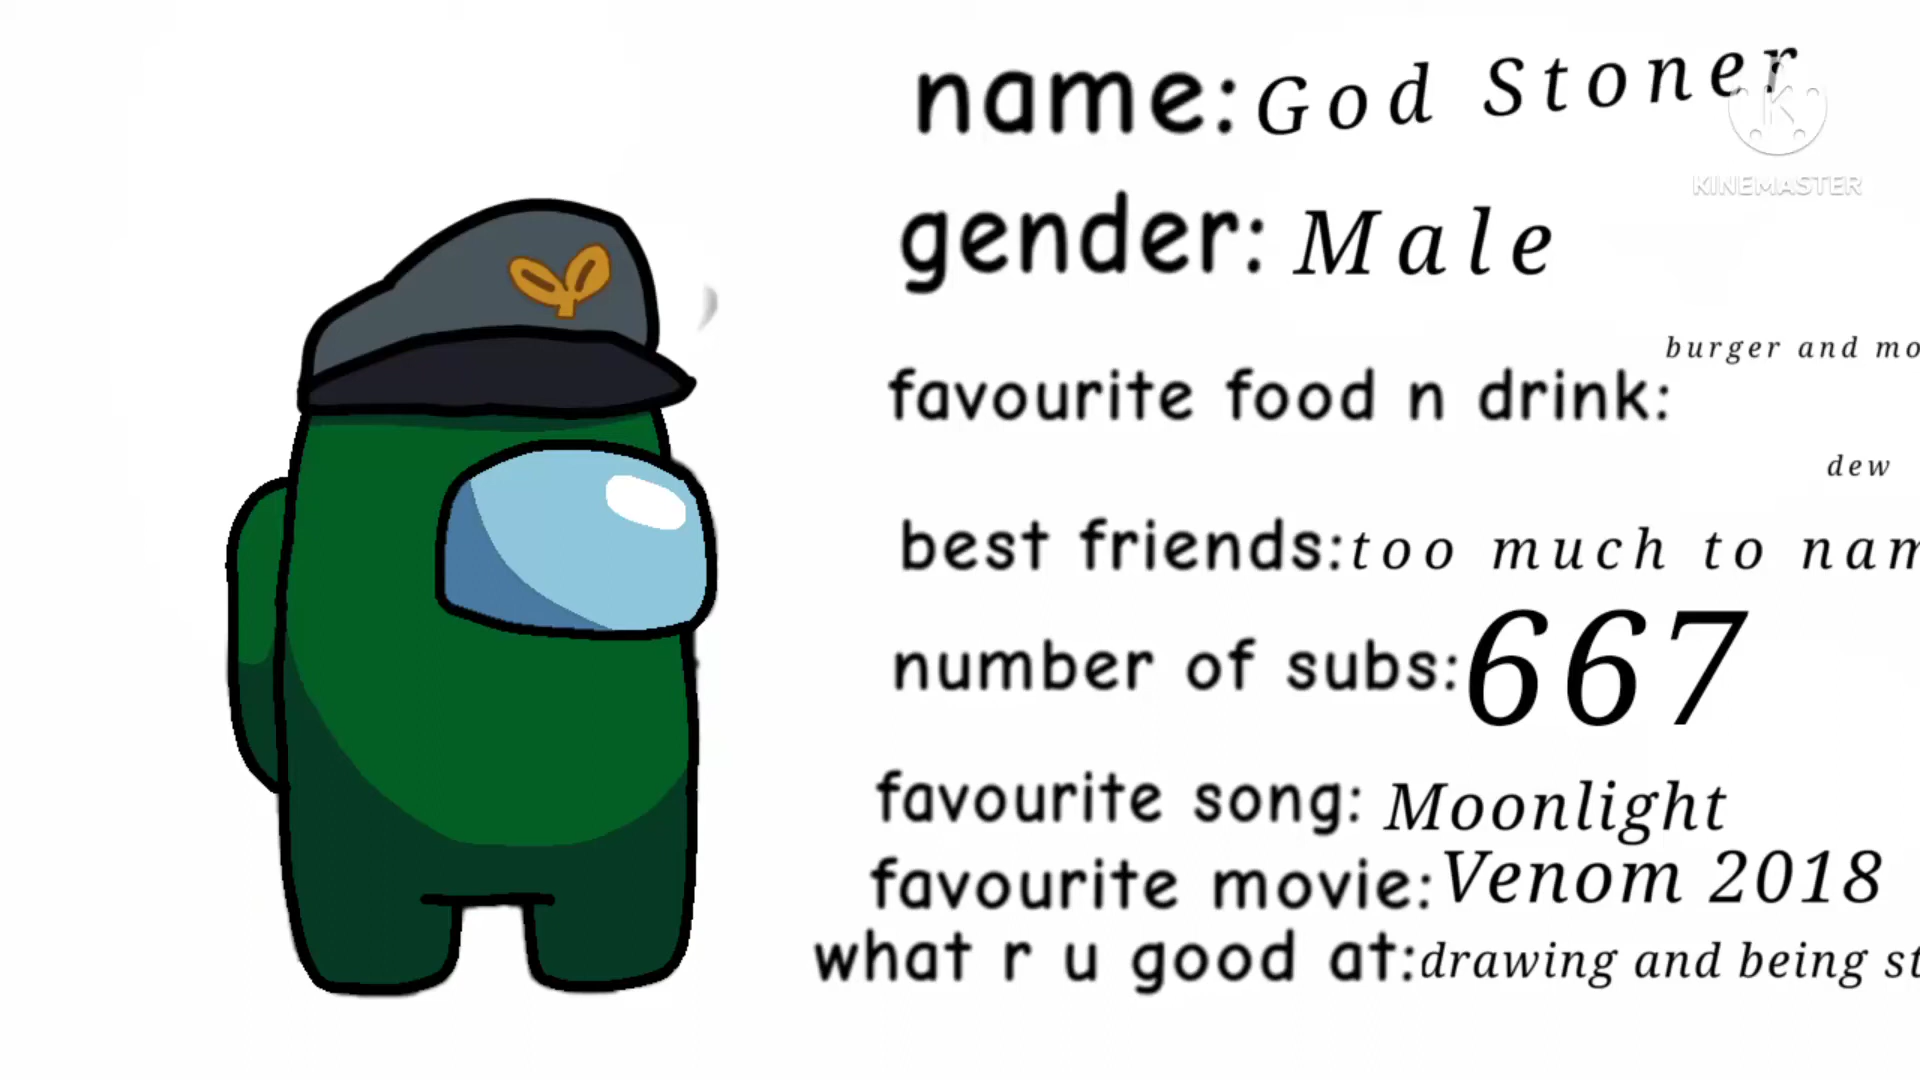 name: God Stoner
KINEMASTER
gender: Male
burger and mo
favourite food n drink:
dew
best friends: too much to nam
number of subs: 667
favourite song: Moonlight
favourite movie: Venom 2018
what r u good at: drawing and being st